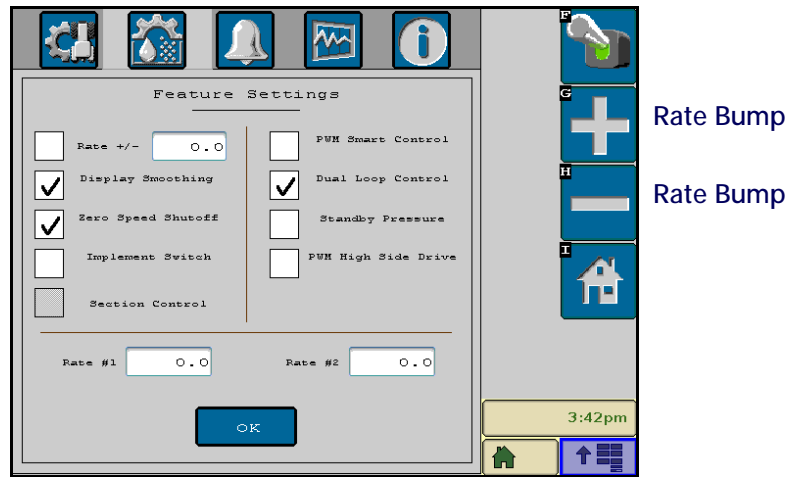 F
Feature Settings
G
Rate Bump
Rate +/- 0.0
PWM Smart Control
Display Smoothing
Dual Loop Control
H
Rate Bump
Zero Speed Shutoff
Standby Pressure
I
Implement Switch
PWM High Side Drive
Section Control
Rate #1 0.0
Rate #2 0.0
OK
3:42pm